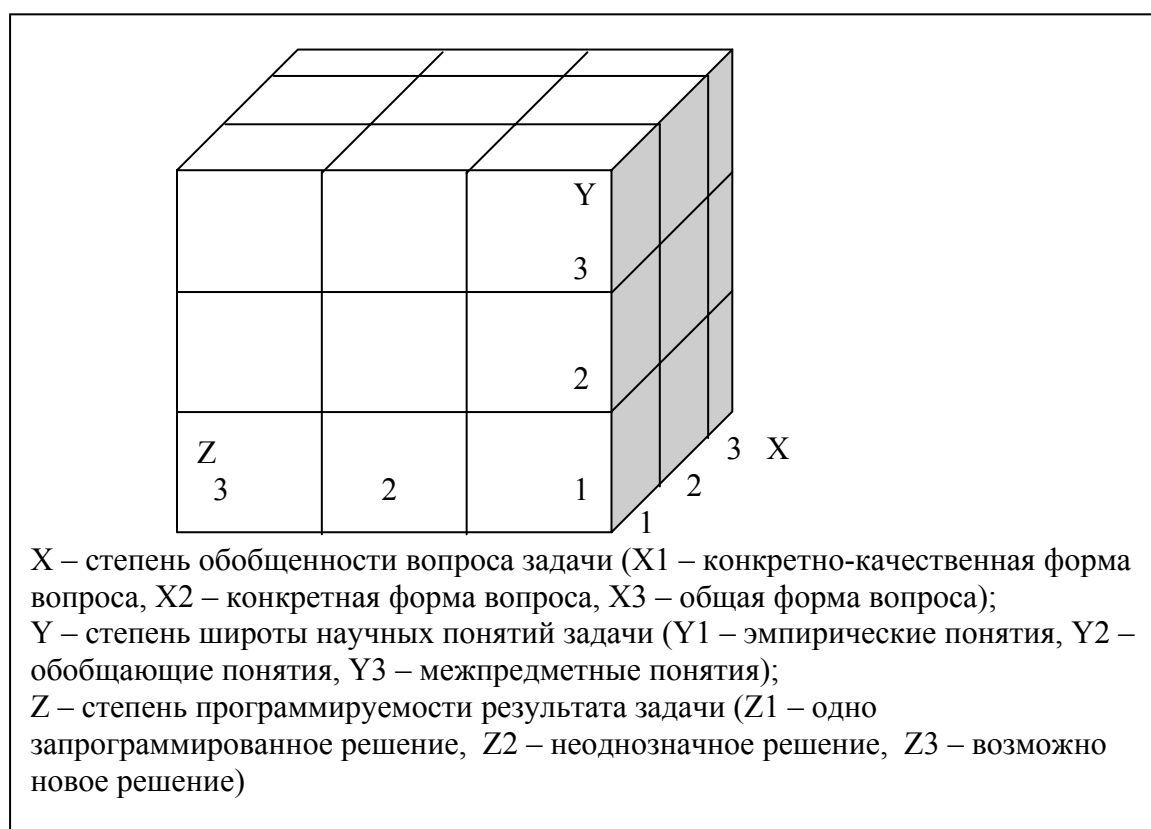 Y
3
2
Z
3 2 1
3 X
2
1
X – степень обобщенности вопроса задачи (X1 – конкретно-качественная форма
вопроса, X2 – конкретная форма вопроса, X3 – общая форма вопроса);
Y – степень широты научных понятий задачи (Y1 – эмпирические понятия, Y2 –
обобщающие понятия, Y3 – межпредметные понятия);
Z – степень программируемости результата задачи (Z1 – одно
запрограммированное решение, Z2 – неоднозначное решение, Z3 – возможно
новое решение)